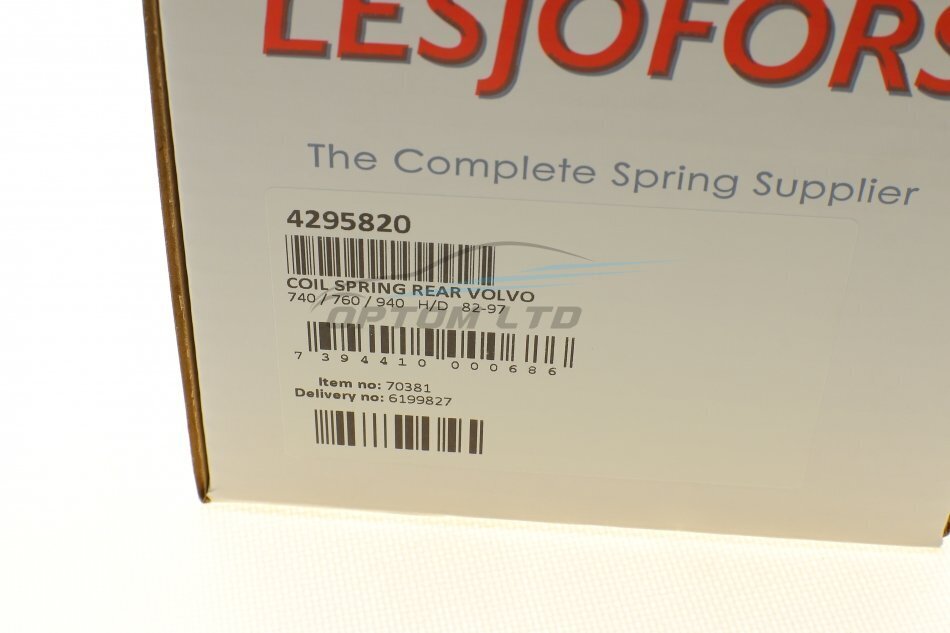 LESJOFORS
The Complete Spring Supplier
4295820
COIL SPRING REAR VOLVO
740 / 760 / 940 H/D 82-97
OPTOM LTD
7 394410 000686
Item no: 70381
Delivery no: 6199827